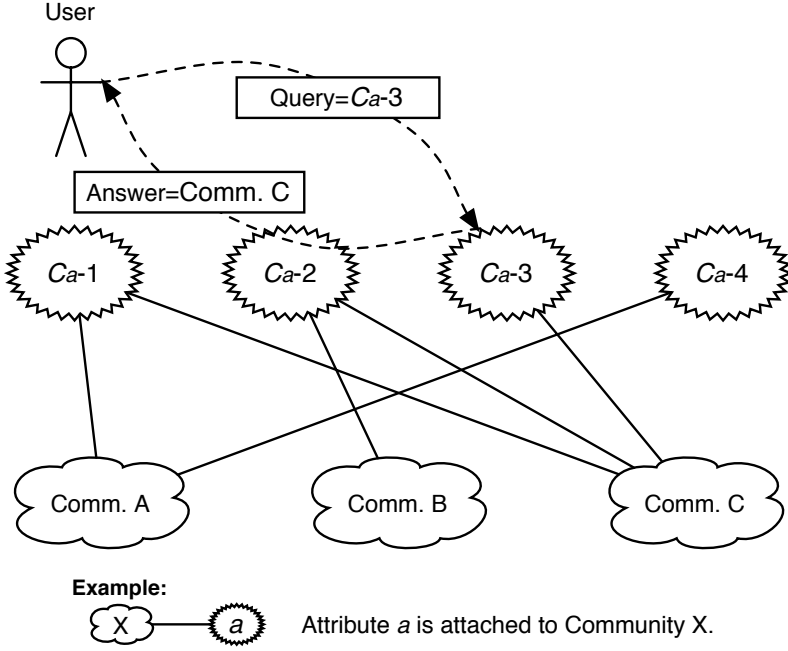 User
Query=Ca-3
Answer=Comm. C
Ca-1
Ca-2
Ca-3
Ca-4
Comm. A
Comm. B
Comm. C
Example:
X
a
Attribute a is attached to Community X.